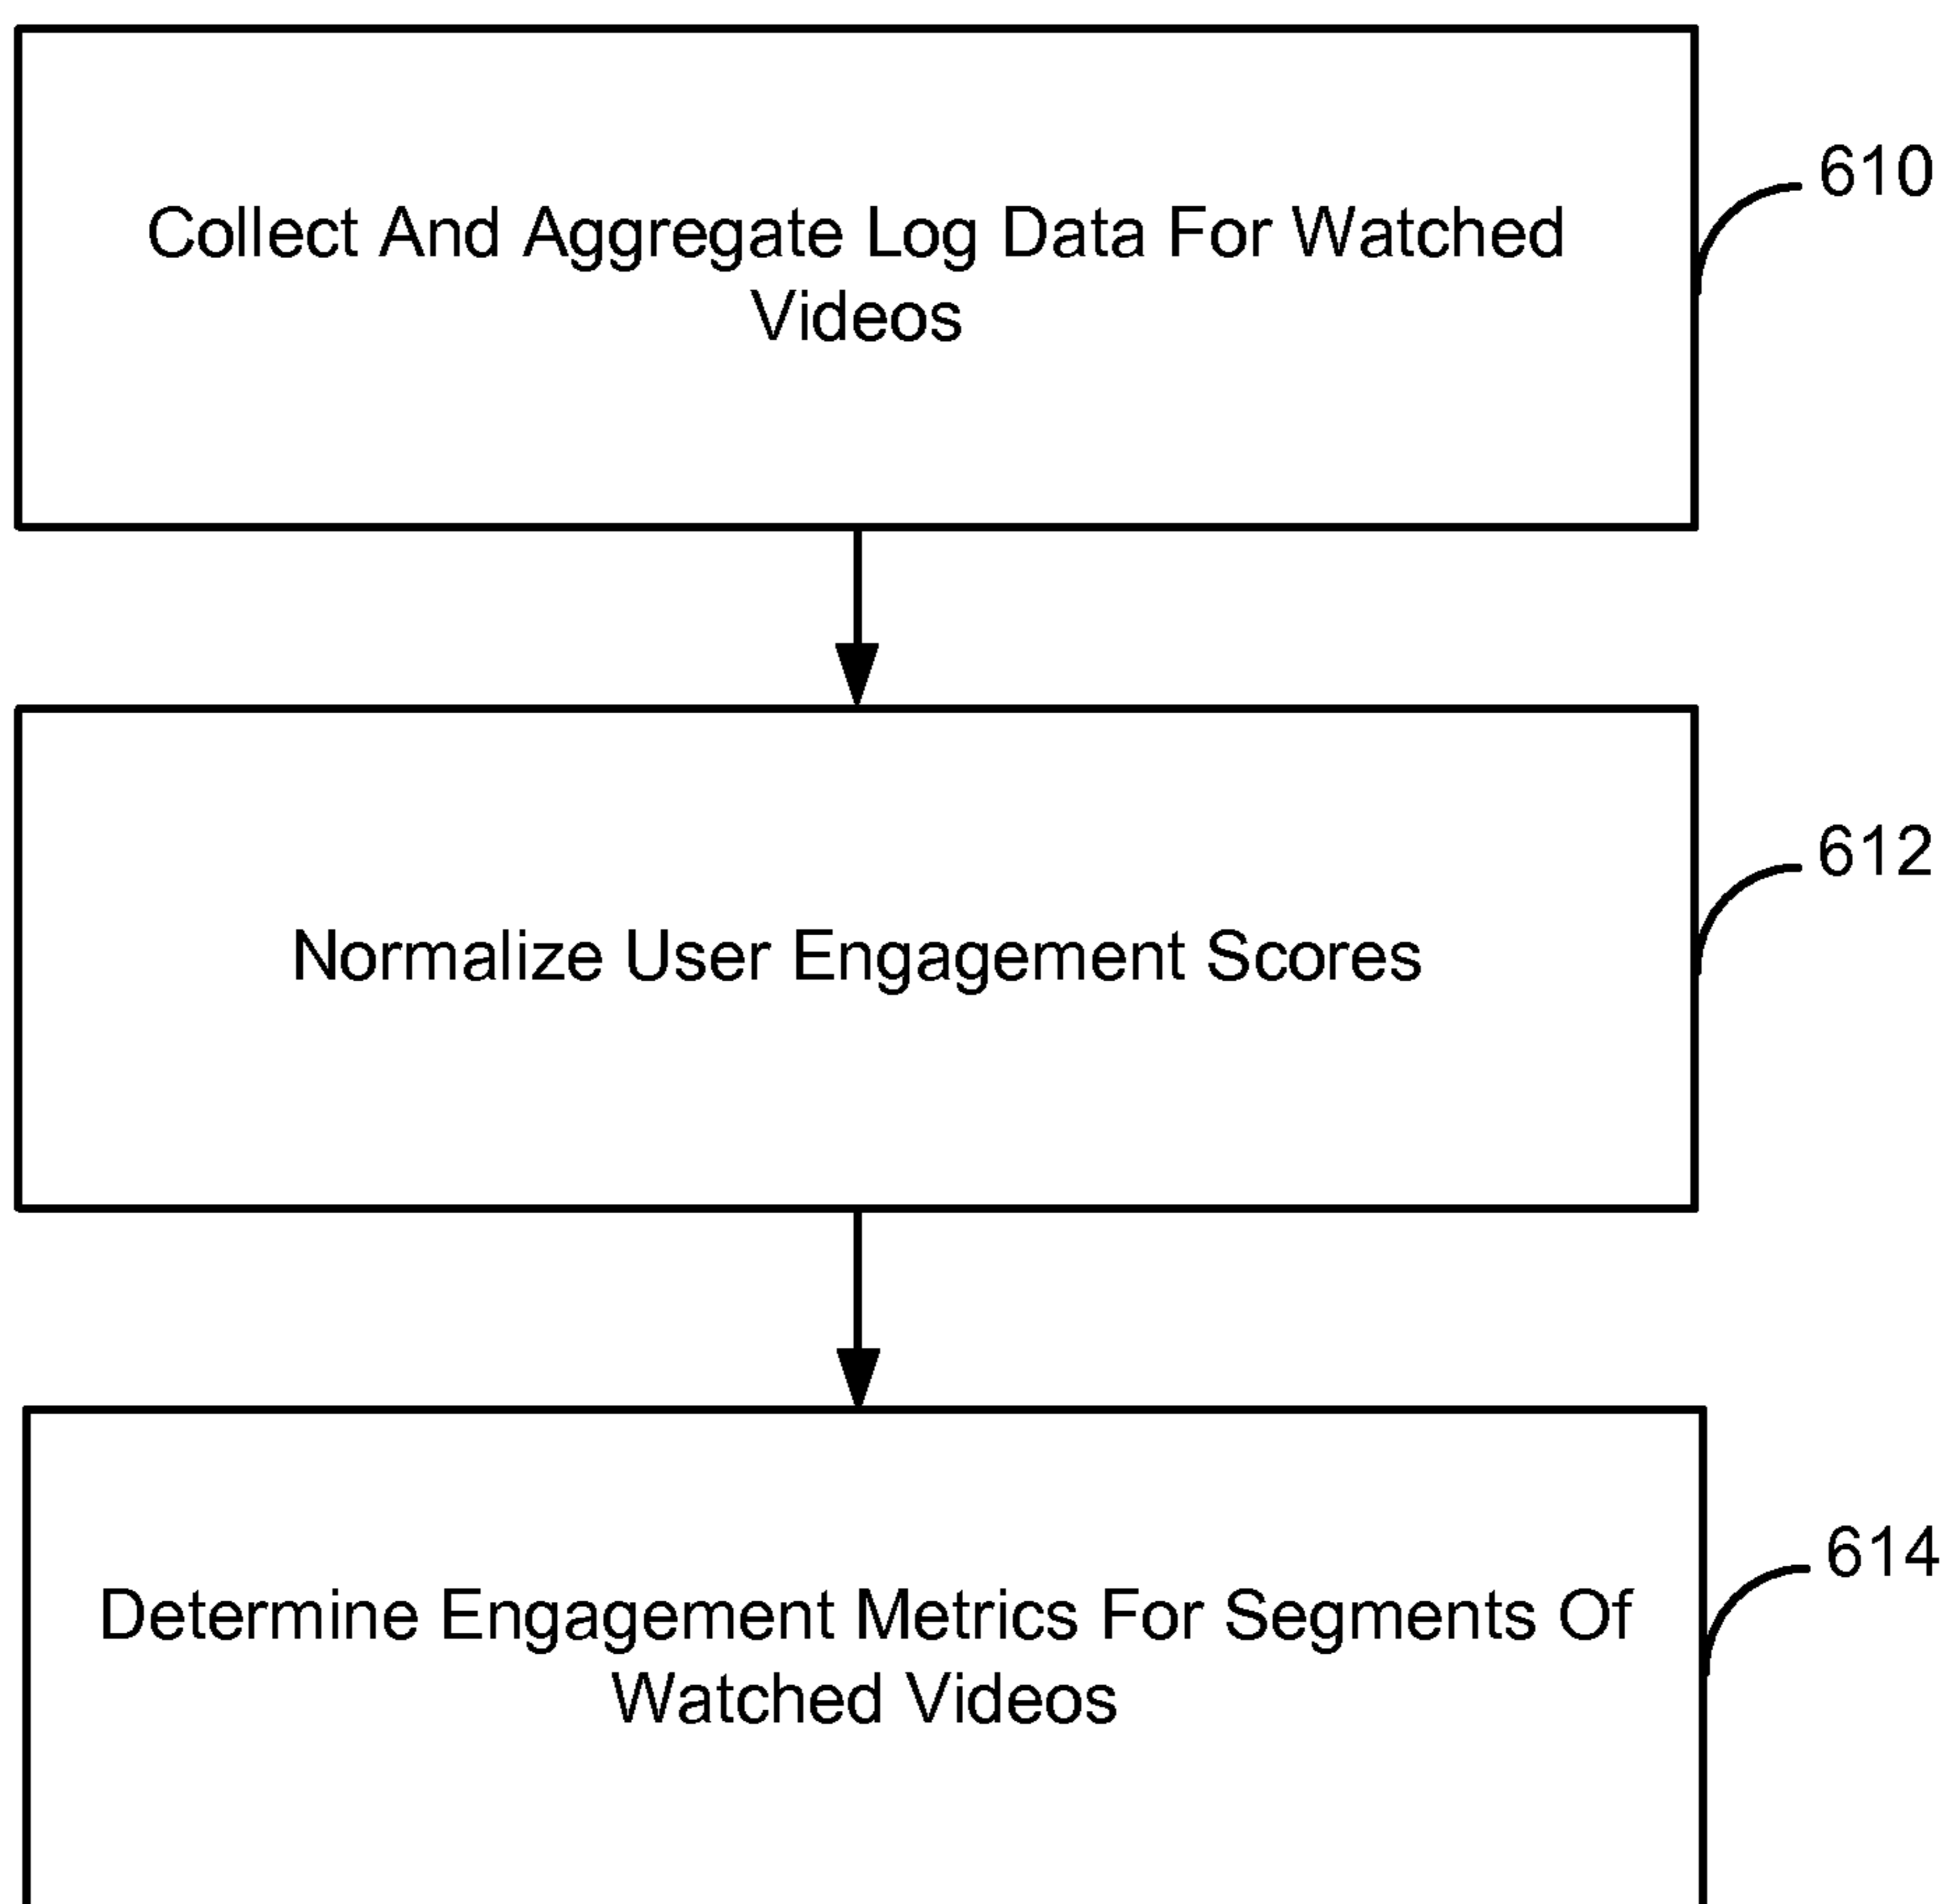 Collect And Aggregate Log Data For Watched
Videos
610
Normalize User Engagement Scores
612
Determine Engagement Metrics For Segments Of
Watched Videos
614